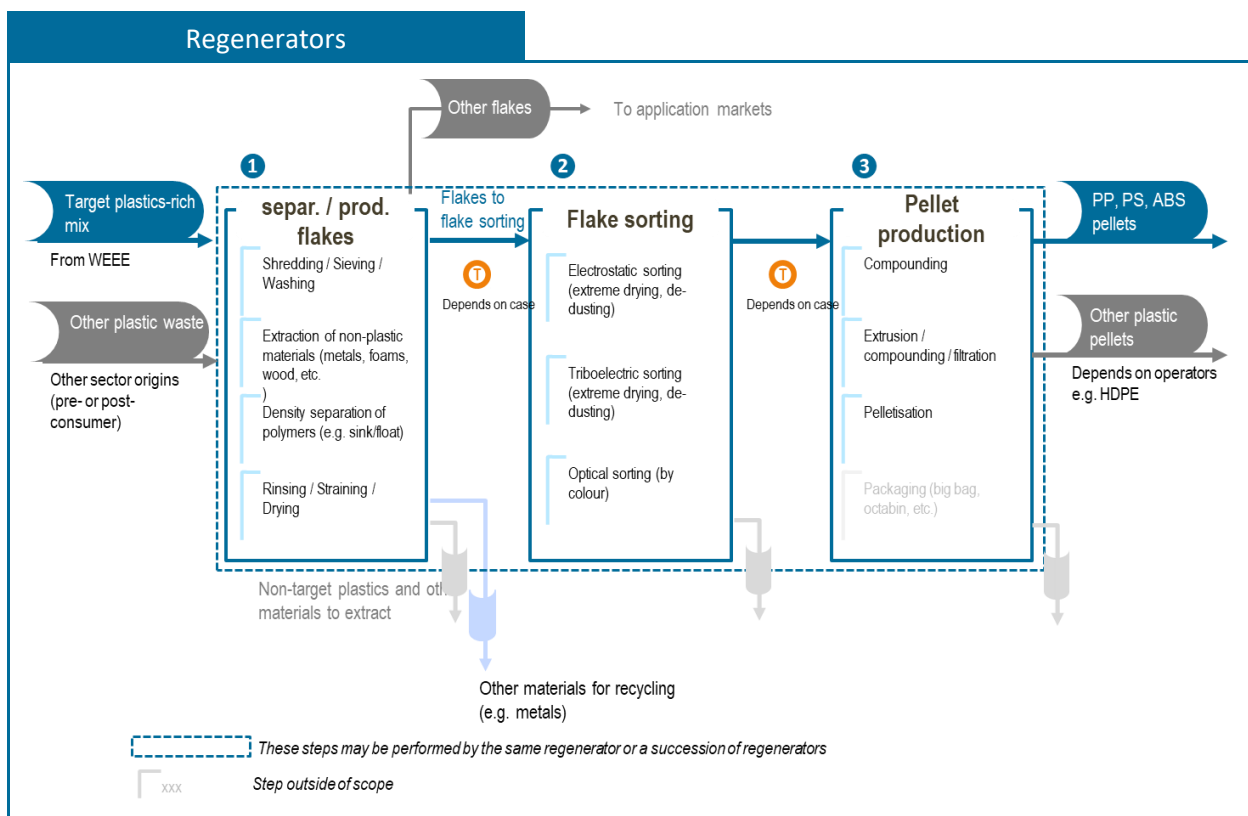 Regenerators
Other flakes
To application markets
1
2
3
Target plastics-rich
mix
From WEEE
Other plastic waste
Other sector origins
(pre- or post-
consumer)
separ. / prod.
flakes
Shredding / Sieving /
Washing
Extraction of non-plastic
materials (metals, foams,
wood, etc.
)
Density separation of
polymers (e.g. sink/float)
Rinsing / Straining /
Drying
Flakes to
flake sorting
T
Depends on case
Flake sorting
Electrostatic sorting
(extreme drying, de-
dusting)
Triboelectric sorting
(extreme drying, de-
dusting)
Optical sorting (by
colour)
T
Depends on case
Pellet
production
Compounding
Extrusion /
compounding / filtration
Pelletisation
Packaging (big bag,
octabin, etc.)
PP, PS, ABS
pellets
Other plastic
pellets
Depends on operators
e.g. HDPE
Non-target plastics and oth
materials to extract
Other materials for recycling
(e.g. metals)
These steps may be performed by the same regenerator or a succession of regenerators
xxx
Step outside of scope